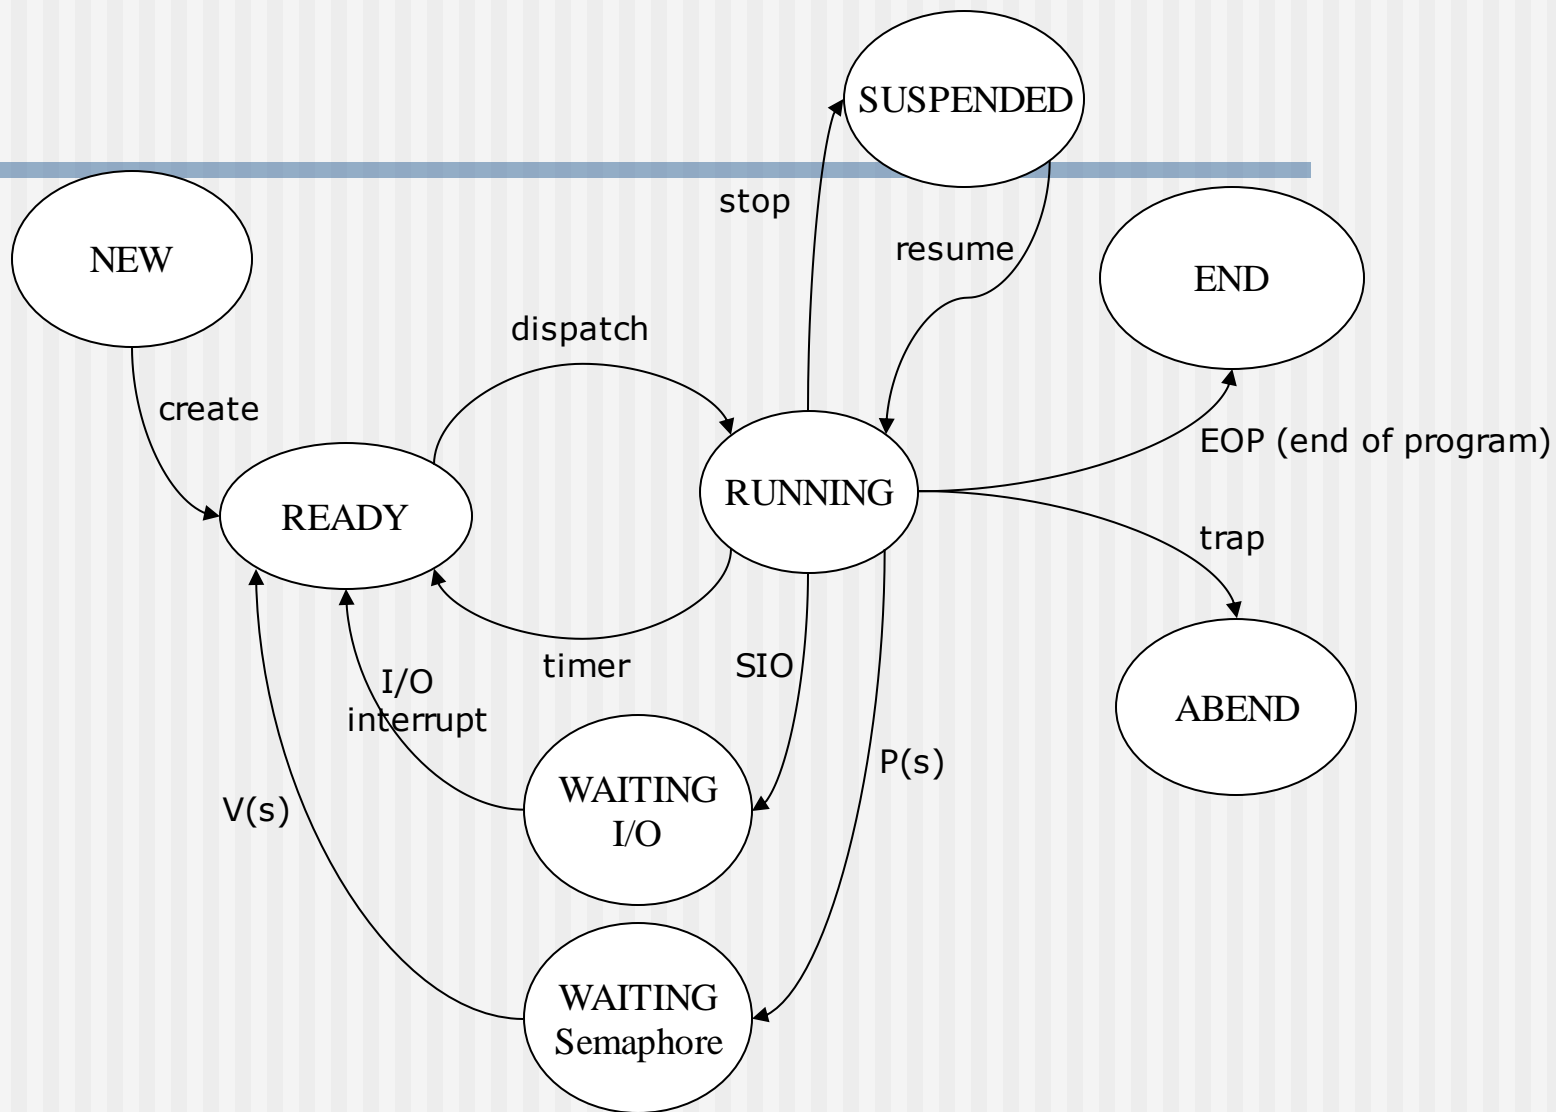 SUSPENDED
stop
NEW
resume
END
dispatch
create
EOP (end of program)
RUNNING
READY
trap
timer
SIO
I/O
interrupt
ABEND
P(s)
WAITING
I/O
V(s)
WAITING
Semaphore